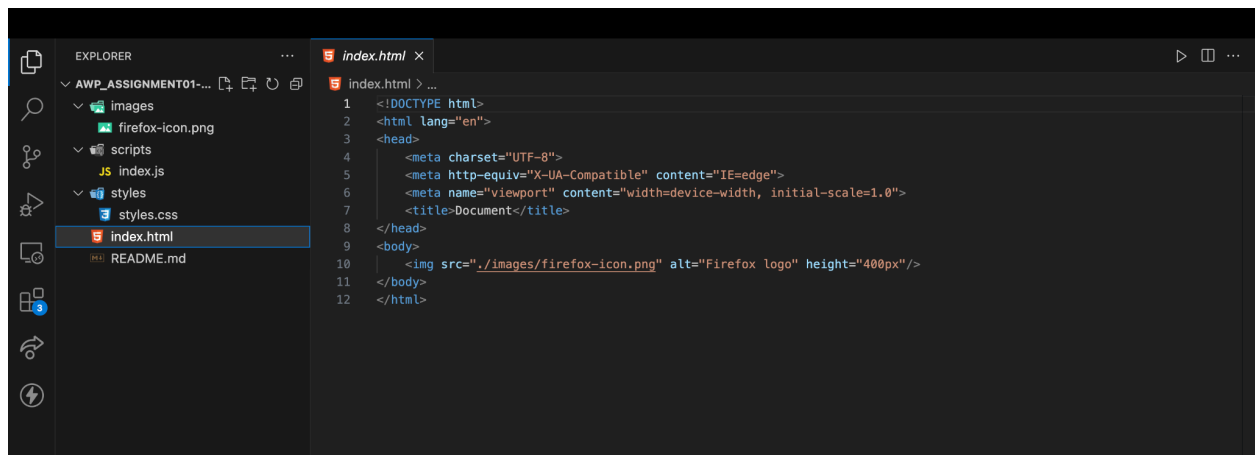 EXPLORER ...
index.html ×
AWP_ASSIGNMENT01-...
images
firefox-icon.png
scripts
JS index.js
styles
styles.css
index.html
README.md
3
index.html > ...
1 <!DOCTYPE html>
2 <html lang="en">
3 <head>
4     <meta charset="UTF-8">
5     <meta http-equiv="X-UA-Compatible" content="IE=edge">
6     <meta name="viewport" content="width=device-width, initial-scale=1.0">
7     <title>Document</title>
8 </head>
9 <body>
10     <img src="./images/firefox-icon.png" alt="Firefox logo" height="400px"/>
11 </body>
12 </html>